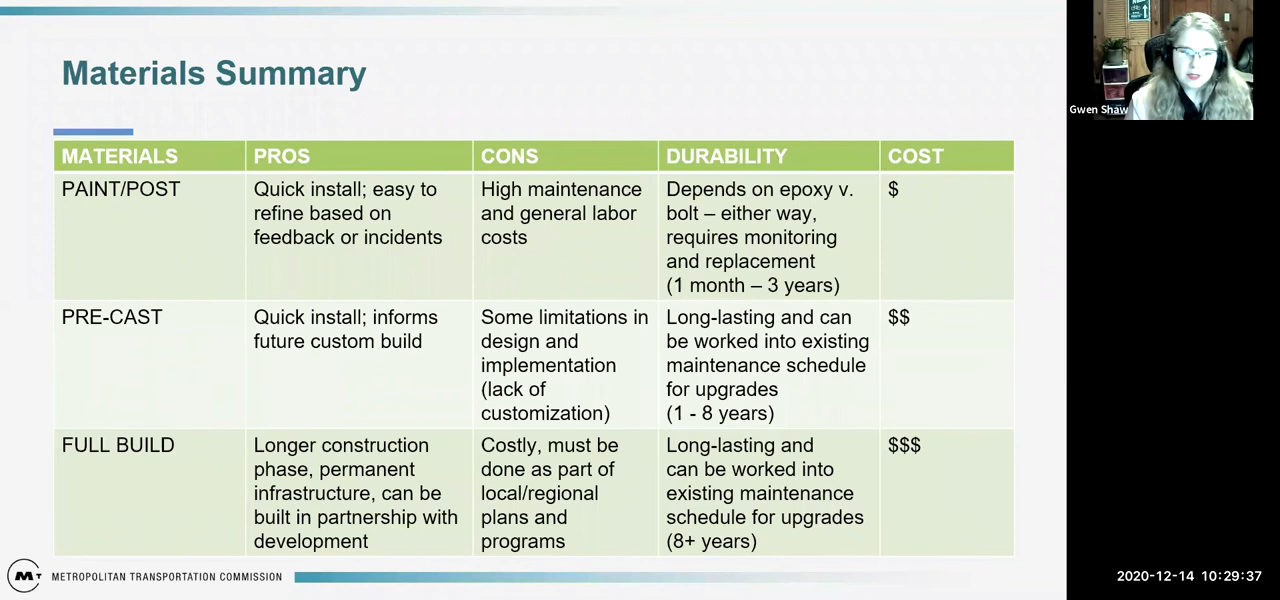 Materials Summary
MATERIALS PROS CONS DURABILITY COST
PAINT/POST
Quick install; easy to
refine based on
feedback or incidents
High maintenance
and general labor
costs
Depends on epoxy v.
bolt – either way,
requires monitoring
and replacement
(1 month – 3 years)
$
PRE-CAST
Quick install; informs
future custom build
Some limitations in
design and
implementation
(lack of
customization)
Long-lasting and can
be worked into existing
maintenance schedule
for upgrades
(1 - 8 years)
$$
FULL BUILD
Longer construction
phase, permanent
infrastructure, can be
built in partnership with
development
Costly, must be
done as part of
local/regional
plans and
programs
Long-lasting and
can be worked into
existing maintenance
schedule for upgrades
(8+ years)
$$$
MT METROPOLITAN TRANSPORTATION COMMISSION
Gwen Shaw
2020-12-14 10:29:37